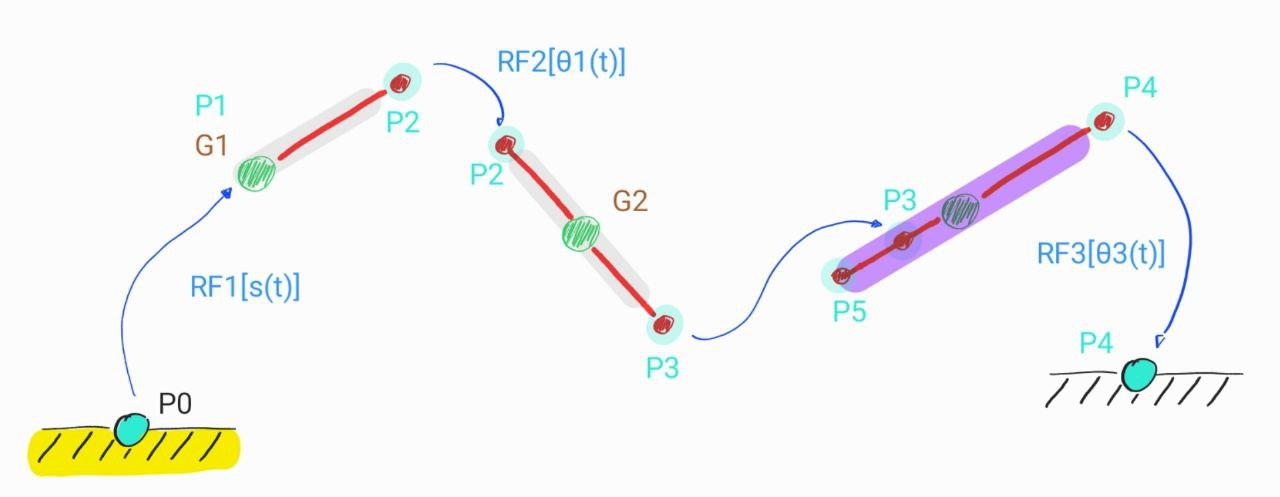 P1
G1
P2
RF2[θ1(t)]
P2
G2
P3
P3
P5
P4
RF3[θ3(t)]
P4
RF1[s(t)]
P0